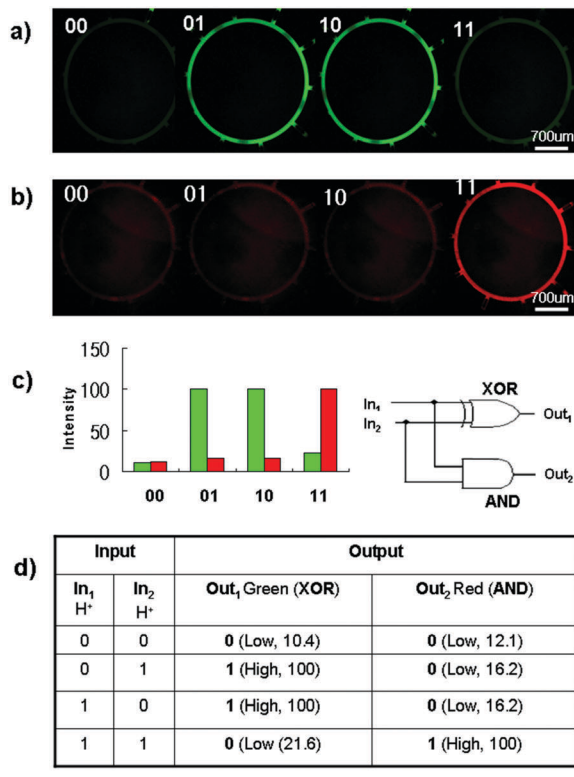 a)
00
01
10
11
700um
b)
00
01
10
11
700um
c)
Intensity
150
100
50
0
00
01
10
11
In1
In2
XOR
Out1
Out2
AND
d)
Input
Output
In1 H+
In2 H+
Out1 Green (XOR)
Out2 Red (AND)
0 0 0 (Low, 10.4) 0 (Low, 12.1)
0 1 1 (High, 100) 0 (Low, 16.2)
1 0 1 (High, 100) 0 (Low, 16.2)
1 1 0 (Low (21.6) 1 (High, 100)